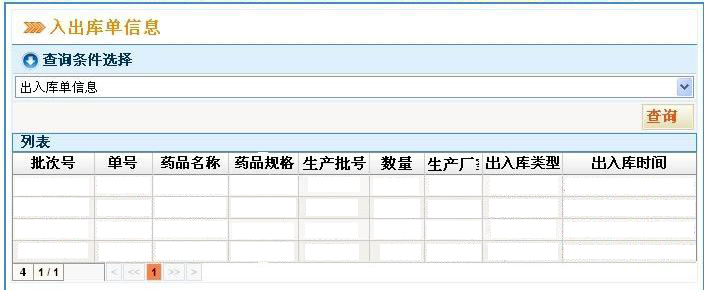 入出库单信息
查询条件选择
出入库单信息
查询
列表
批次号 单号 药品名称 药品规格 生产批号 数量 生产厂 出入库类型 出入库时间
4 1 / 1 < << 1 >> >